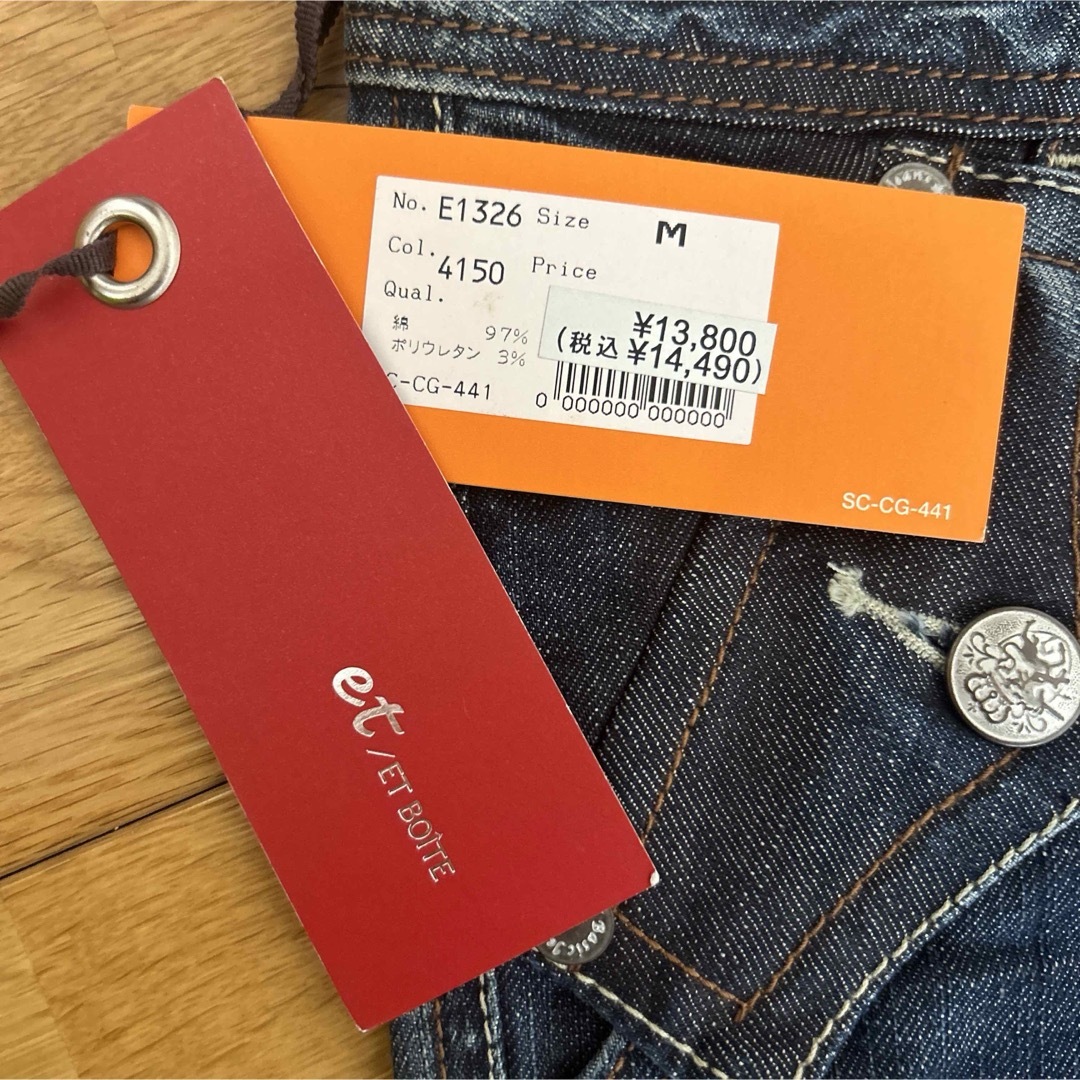 No. E1326 Size M
Col. 4150 Price
Qual.
綿 97%
ポリウレタン 3%
¥13,800
(税込 ¥14,490)
C-CG-441
0 000000 000000
SC-CG-441
et / ET BOÎTE
Basic